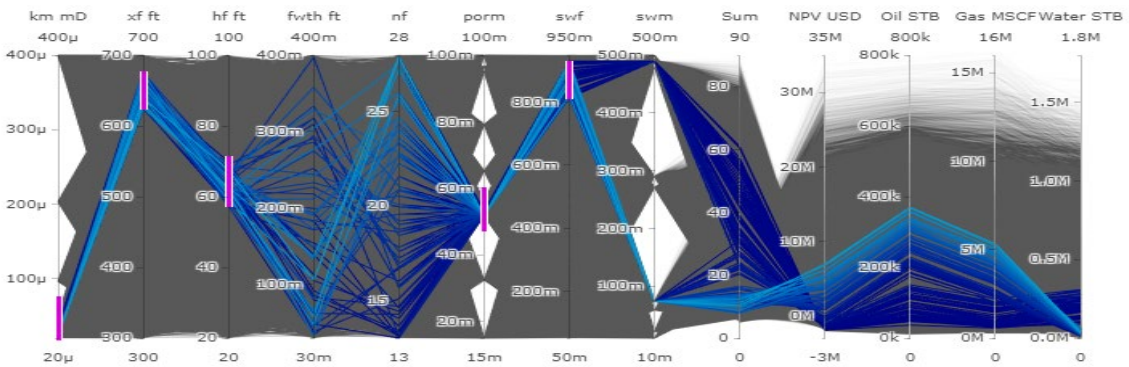 km mD xf ft hf ft fwth ft nf porm swf swm Sum NPV USD Oil STB Gas MSCF Water STB
400µ 700 100 400m 28 100m 950m 500m 90 35M 800k 16M 1.8M
400µ 700 100 400m 100m 500m 800k
15M
30M
80
25
800m
1.5M
400m
300µ 600 80 300m 80m 600k
60
20M
10M
600m
300m
1.0M
60m
200µ 500 60 200m 20 40 400k
200m
400m
10M
40m
5M
0.5M
100µ 400 40 100m 20 200k
15
200m
100m
0M
20m
300 20 0 0k 0M 0.0M
20µ 300 20 30m 13 15m 50m 10m 0 -3M 0 0 0